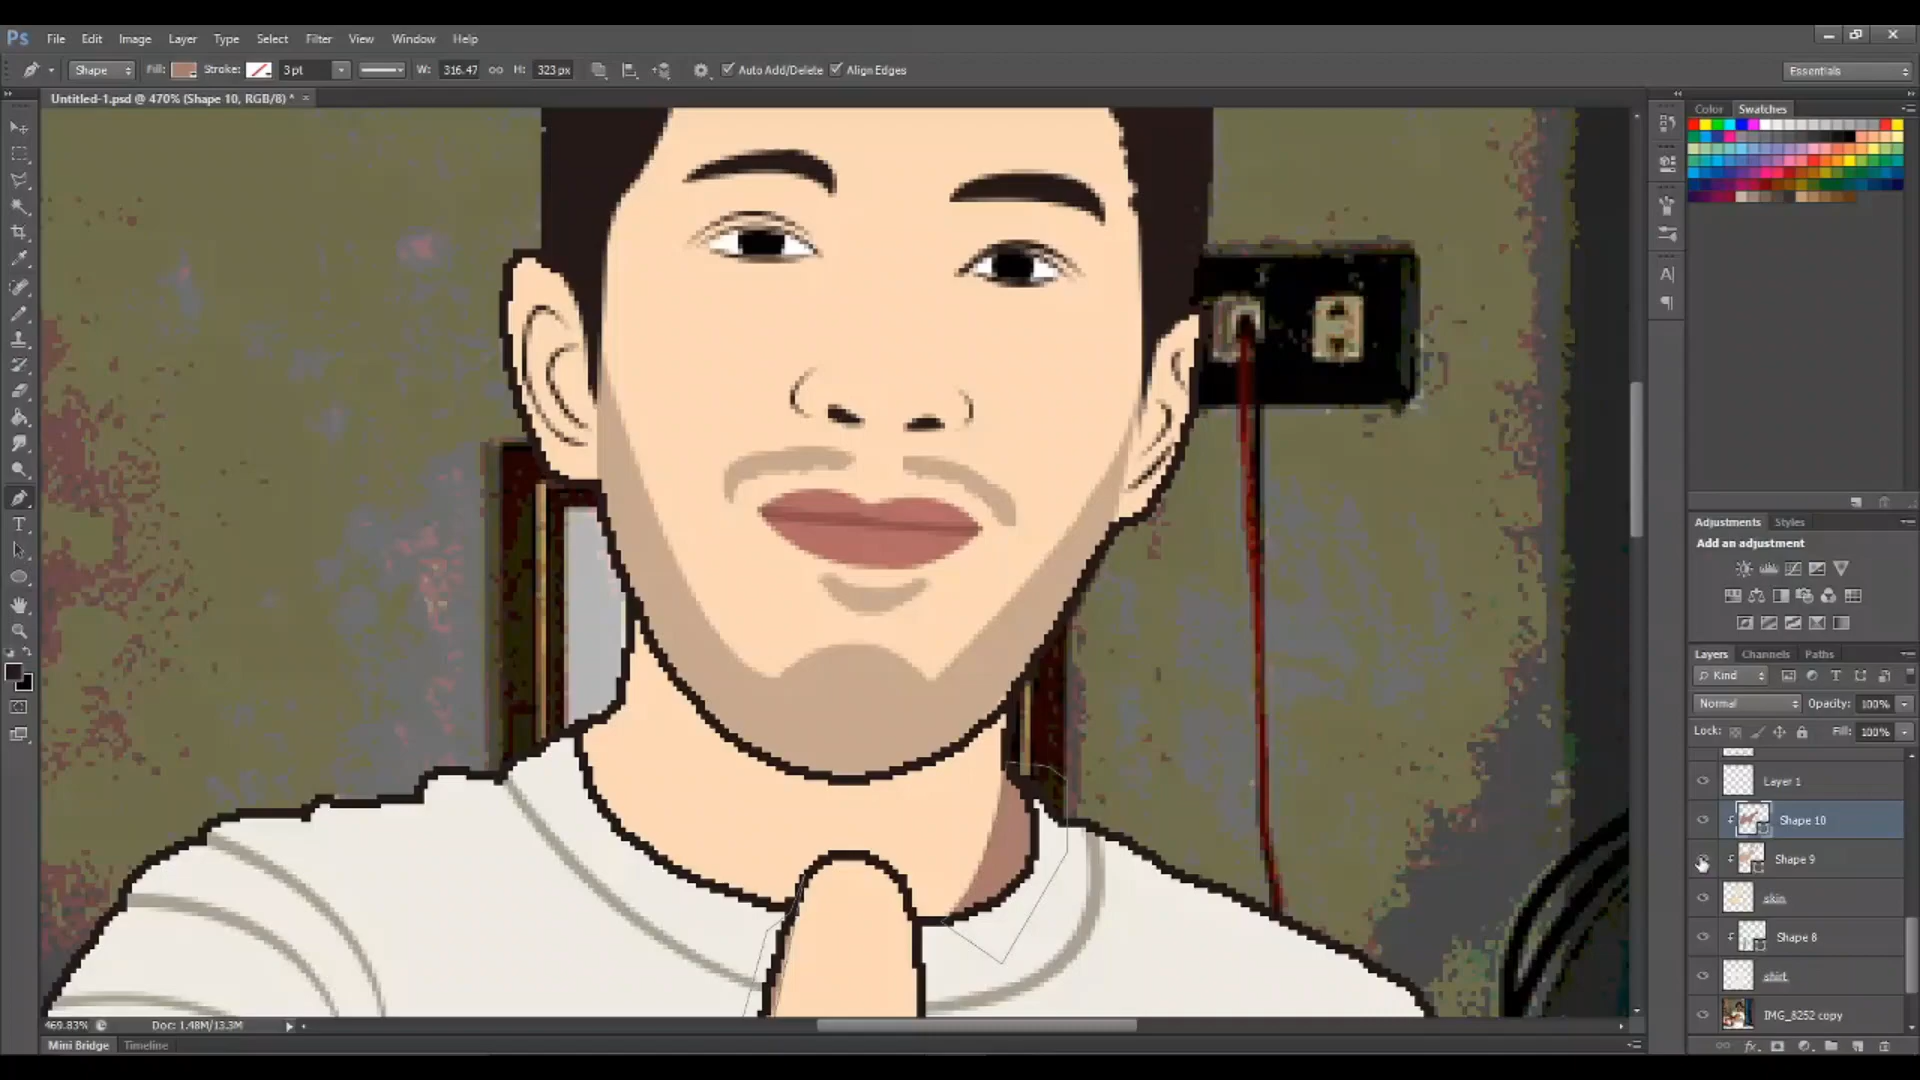 Ps File Edit Image Layer Type Select Filter View Window Help
Shape Fill: Stroke: 3 pt W: 316.47 H: 323 px Auto Add/Delete Align Edges Essentials
Untitled-1.psd @ 470% (Shape 10, RGB/8) * ×
Color Swatches
Adjustments Styles
Add an adjustment
Layers Channels Paths
Kind
Normal Opacity: 100%
Lock: Fill: 100%
Layer 1
Shape 10
Shape 9
skin
Shape 8
shirt
IMG_8252 copy
469.83% Doc: 1.48M/13.3M
Mini Bridge Timeline